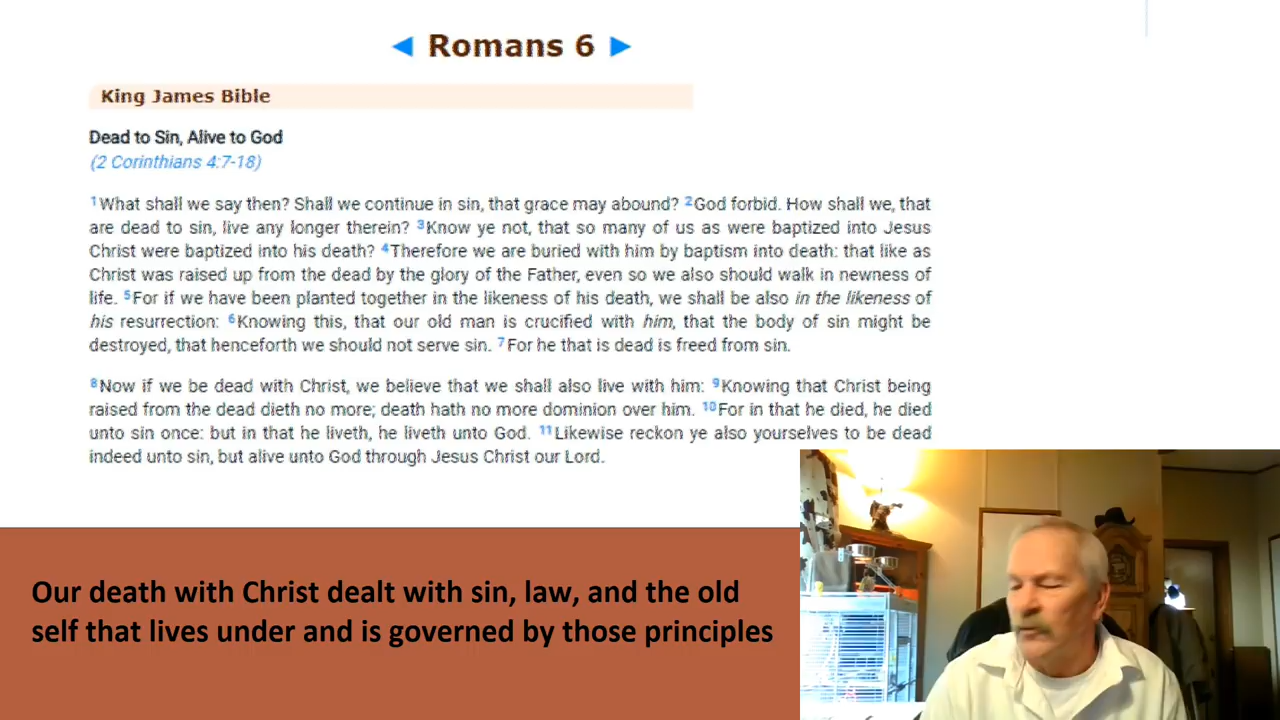 ◄ Romans 6 ►
King James Bible
Dead to Sin, Alive to God
(2 Corinthians 4:7-18)
1What shall we say then? Shall we continue in sin, that grace may abound? 2God forbid. How shall we, that
are dead to sin, live any longer therein? 3Know ye not, that so many of us as were baptized into Jesus
Christ were baptized into his death? 4Therefore we are buried with him by baptism into death: that like as
Christ was raised up from the dead by the glory of the Father, even so we also should walk in newness of
life. 5For if we have been planted together in the likeness of his death, we shall be also in the likeness of
his resurrection: 6Knowing this, that our old man is crucified with him, that the body of sin might be
destroyed, that henceforth we should not serve sin. 7For he that is dead is freed from sin.
8Now if we be dead with Christ, we believe that we shall also live with him: 9Knowing that Christ being
raised from the dead dieth no more; death hath no more dominion over him. 10For in that he died, he died
unto sin once: but in that he liveth, he liveth unto God. 11Likewise reckon ye also yourselves to be dead
indeed unto sin, but alive unto God through Jesus Christ our Lord.
Our death with Christ dealt with sin, law, and the old
self that lives under and is governed by those principles